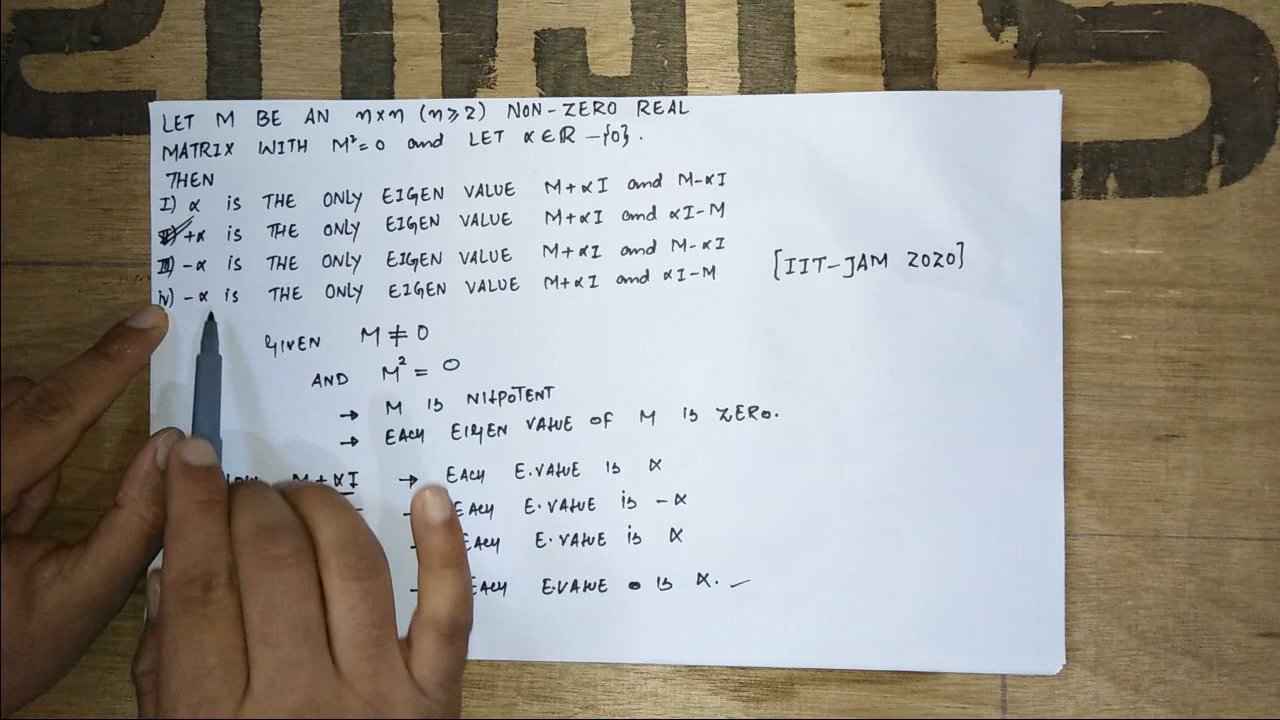 LET M BE AN n×n (n≥2) NON-ZERO REAL
MATRIX WITH M²=0 and LET α∈ℝ-{0}.
THEN
I) α is THE ONLY EIGEN VALUE M+αI and M-αI
II) +α is THE ONLY EIGEN VALUE M+αI and αI-M
III) -α is THE ONLY EIGEN VALUE M+αI and M-αI
IV) -α is THE ONLY EIGEN VALUE M+αI and αI-M
[IIT-JAM 2020]
GIVEN M ≠ 0
AND M² = 0
→ M IS NILPOTENT
→ EACH EIGEN VALUE OF M IS ZERO.
M+αI → EACH E.VALUE IS α
EACH E.VALUE is -α
EACH E.VALUE is α
EACH E.VALUE IS α.